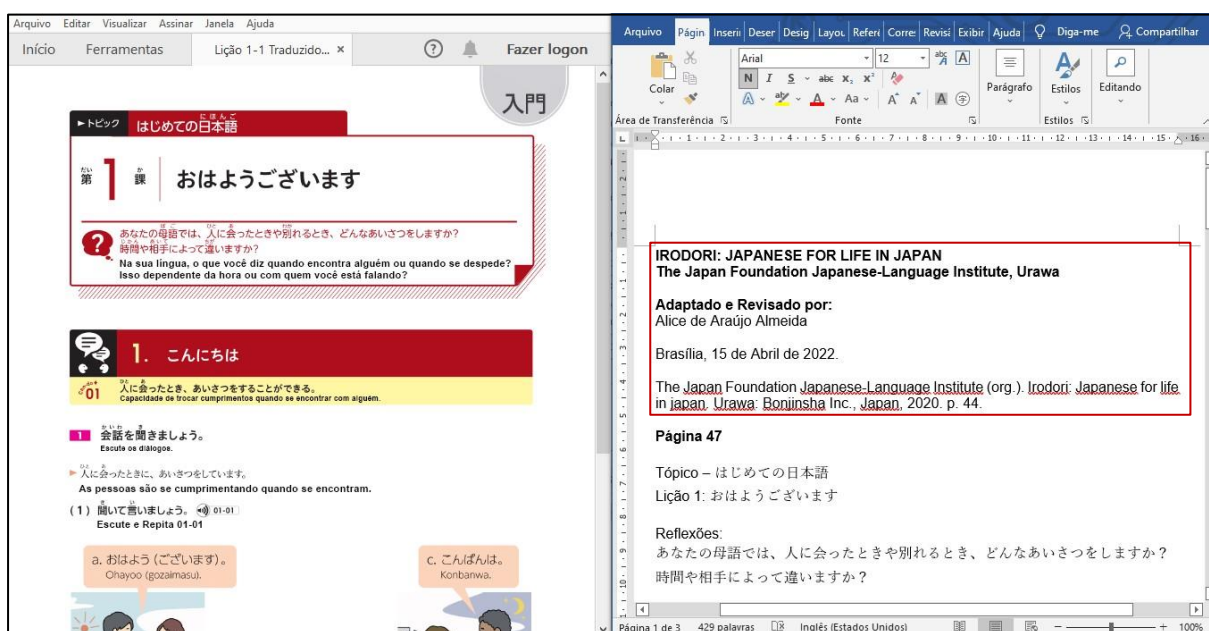 Arquivo Editar Visualizar Assinar Janela Ajuda
Início Ferramentas Lição 1-1 Traduzido... × ? Fazer logon
入門
►トピック はじめての日本語
にほんご
第1課 おはようございます
だい か
あなたの母語では、人に会ったときや別れるとき、どんなあいさつをしますか?
時間や相手によって違いますか?
Na sua língua, o que você diz quando encontra alguém ou quando se despede?
Isso dependente da hora ou com quem você está falando?
1. こんにちは
01 人に会ったとき、あいさつをすることができる。
Capacidade de trocar cumprimentos quando se encontrar com alguém.
1 会話を聞きましょう。
Escute os diálogos.
►人に会ったときに、あいさつをしています。
As pessoas são se cumprimentando quando se encontram.
(1) 聞いて言いましょう。 01-01
Escute e Repita 01-01
a. おはよう (ござい
ます)。
Ohayoo (gozaimasu).
c. こんばんは。
Konbanwa.
Arquivo Págin Inseri Deser Desig Layou Referi Corre Revisi Exibir Ajuda Diga-me Compartilhar
Colar
Arial 12
N I S abc x₂ x²
A Aa A A A
Parágrafo Estilos Editando
Área de Transferência Fonte Estilos
IRODORI: JAPANESE FOR LIFE IN JAPAN
The Japan Foundation Japanese-Language Institute, Urawa
Adaptado e Revisado por:
Alice de Araújo Almeida
Brasília, 15 de Abril de 2022.
The Japan Foundation Japanese-Language Institute (org.). Irodori: Japanese for life
in japan. Urawa: Bonjinsha Inc., Japan, 2020. p. 44.
Página 47
Tópico – はじめての日本語
Lição 1: おはようございます
Reflexões:
あなたの母語では、人に会ったときや別れるとき、どんなあいさつをしますか?
時間や相手によって違いますか?
Página 1 de 3 429 palavras Inglês (Estados Unidos) 100%